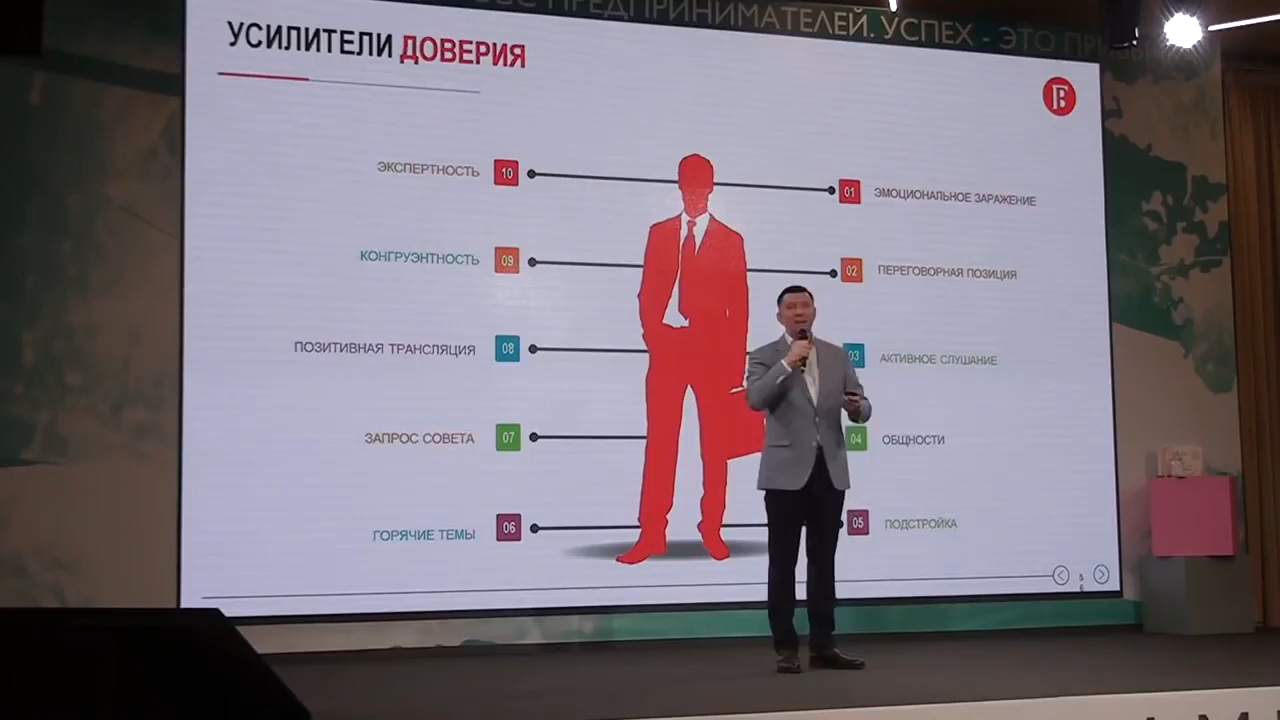 ПРЕДПРИНИМАТЕЛЕЙ. УСПЕХ - ЭТО
УСИЛИТЕЛИ ДОВЕРИЯ
ЭКСПЕРТНОСТЬ 10
01 ЭМОЦИОНАЛЬНОЕ ЗАРАЖЕНИЕ
КОНГРУЭНТНОСТЬ 09
02 ПЕРЕГОВОРНАЯ ПОЗИЦИЯ
ПОЗИТИВНАЯ ТРАНСЛЯЦИЯ 08
03 АКТИВНОЕ СЛУШАНИЕ
ЗАПРОС СОВЕТА 07
04 ОБЩНОСТИ
ГОРЯЧИЕ ТЕМЫ 06
05 ПОДСТРОЙКА